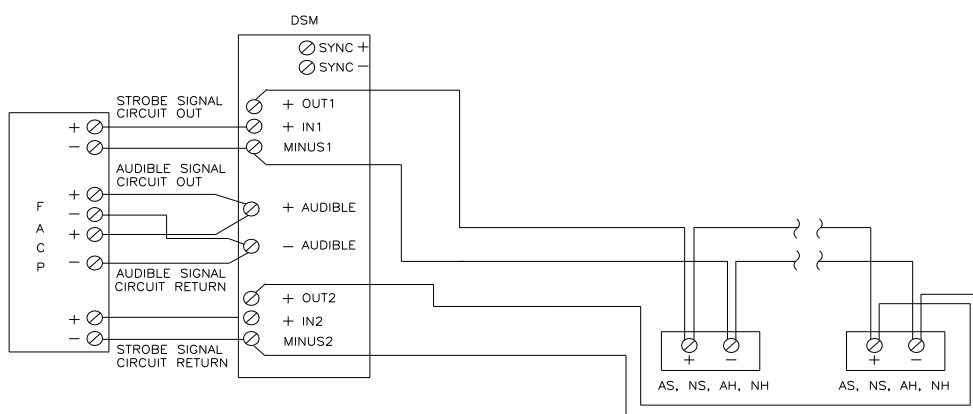 DSM
SYNC +
SYNC −
STROBE SIGNAL
CIRCUIT OUT
+ OUT1
+ IN1
MINUS1
+
−
AUDIBLE SIGNAL
CIRCUIT OUT
+
−
+
−
F
A
C
P
+ AUDIBLE
− AUDIBLE
AUDIBLE SIGNAL
CIRCUIT RETURN
+ OUT2
+ IN2
MINUS2
+
−
STROBE SIGNAL
CIRCUIT RETURN
+ −
AS, NS, AH, NH
+ −
AS, NS, AH, NH